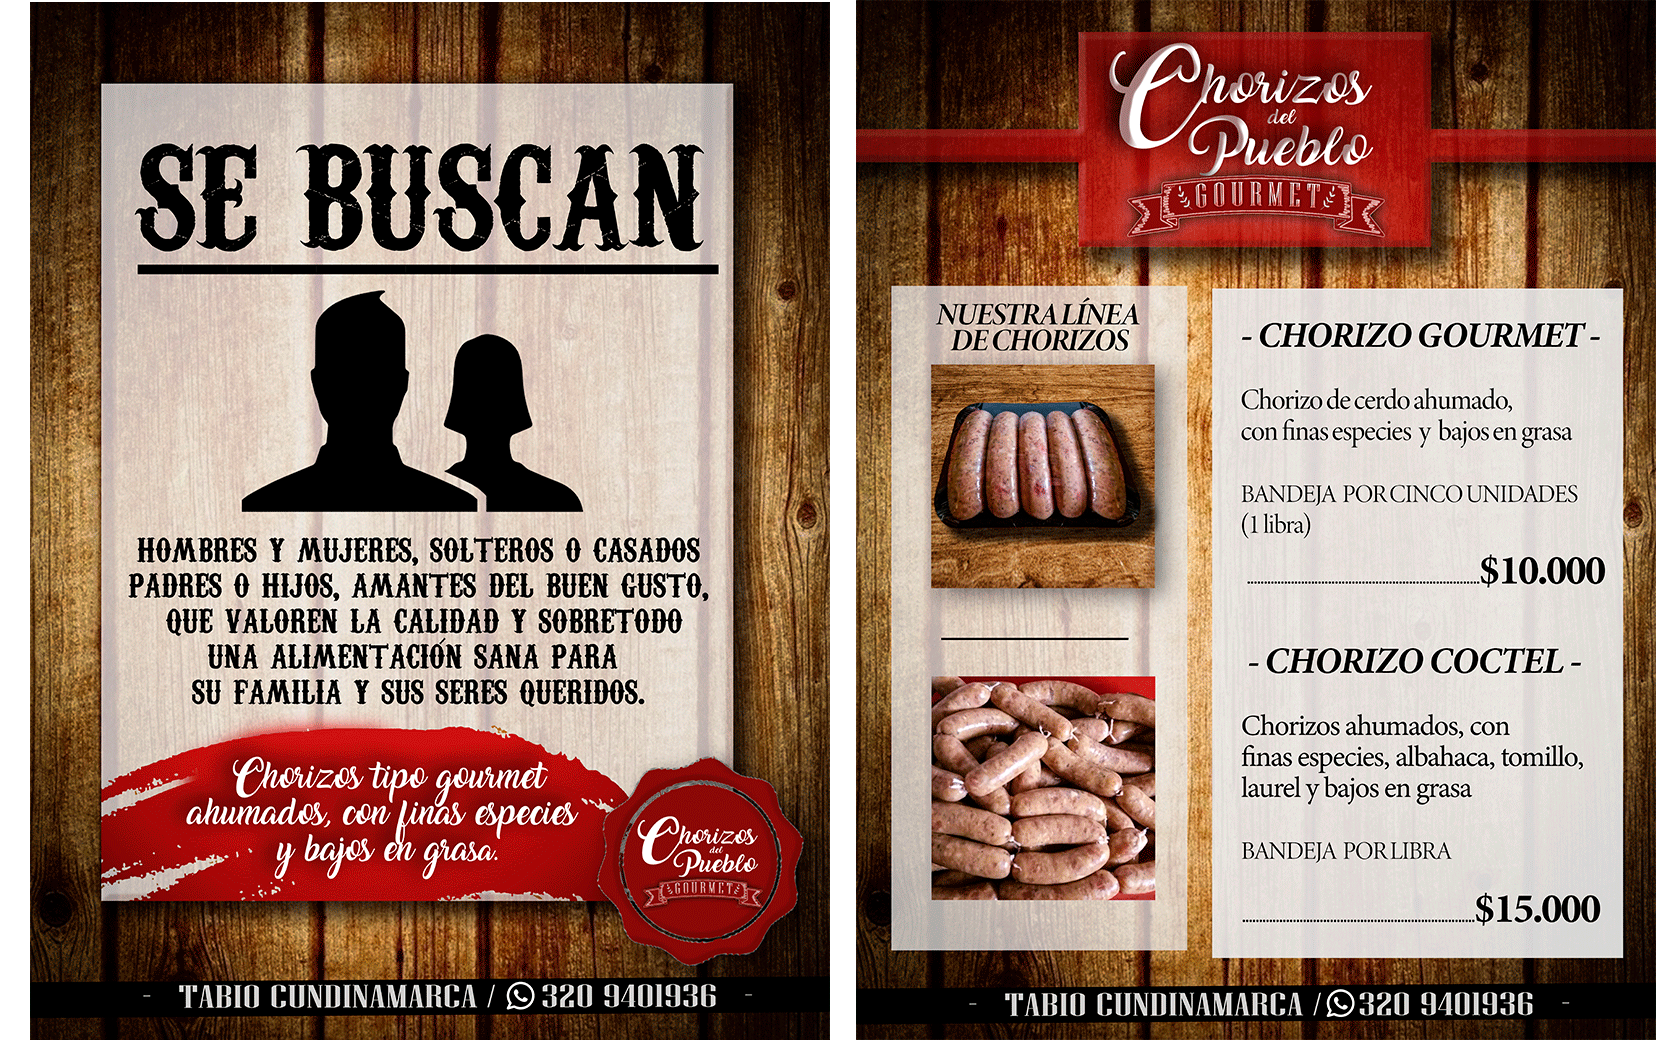 SE BUSCAN
HOMBRES Y MUJERES, SOLTEROS O CASADOS
PADRES O HIJOS, AMANTES DEL BUEN GUSTO,
QUE VALOREN LA CALIDAD Y SOBRETODO
UNA ALIMENTACIÓN SANA PARA
SU FAMILIA Y SUS SERES QUERIDOS.
Chorizos tipo gourmet
ahumados, con finas especies
y bajos en grasa.
Chorizos
del
Pueblo
GOURMET
- TABIO CUNDINAMARCA / 320 9401936 -
Chorizos
del
Pueblo
GOURMET
NUESTRA LÍNEA
DE CHORIZOS
- CHORIZO GOURMET -
Chorizo de cerdo ahumado,
con finas especies y bajos en grasa
BANDEJA POR CINCO UNIDADES
(1 libra)
$10.000
- CHORIZO COCTEL -
Chorizos ahumados, con
finas especies, albahaca, tomillo,
laurel y bajos en grasa
BANDEJA POR LIBRA
$15.000
- TABIO CUNDINAMARCA / 320 9401936 -